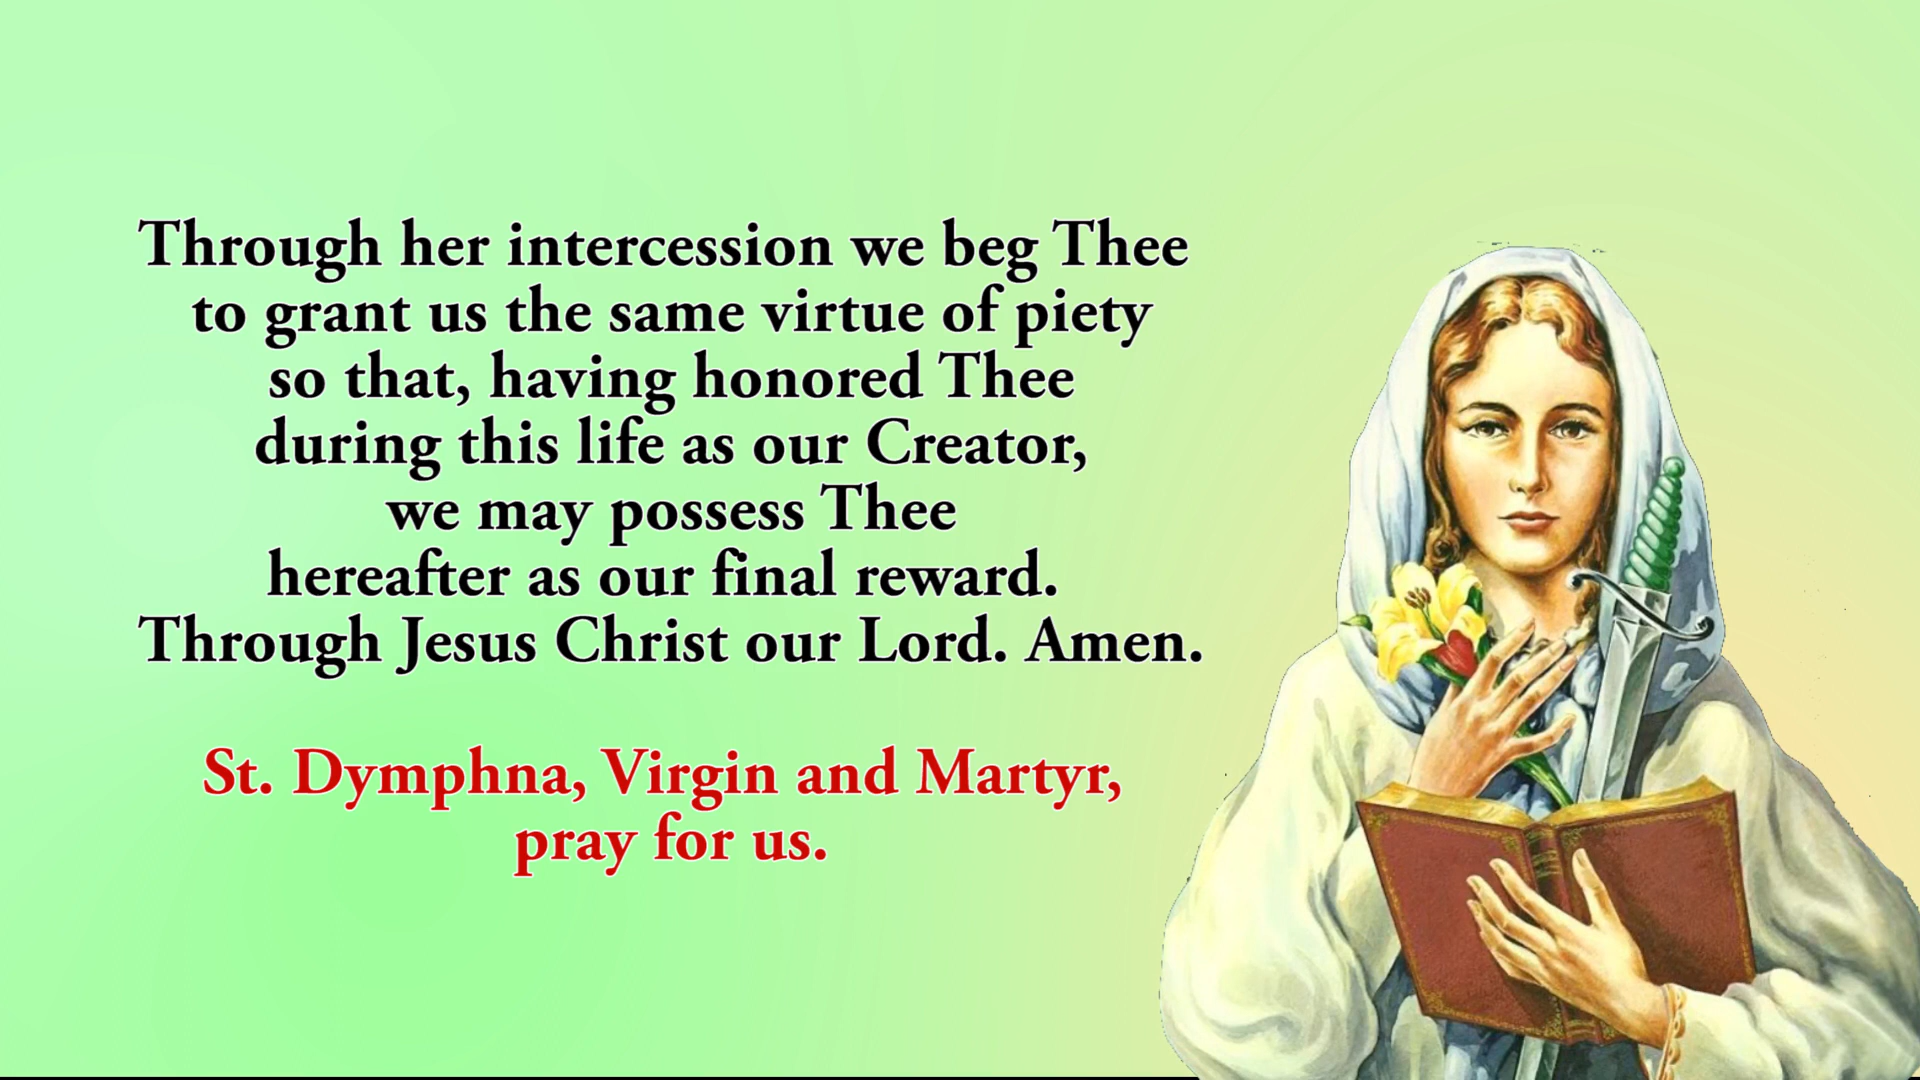 Through her intercession we beg Thee
to grant us the same virtue of piety
so that, having honored Thee
during this life as our Creator,
we may possess Thee
hereafter as our final reward.
Through Jesus Christ our Lord. Amen.
St. Dymphna, Virgin and Martyr,
pray for us.